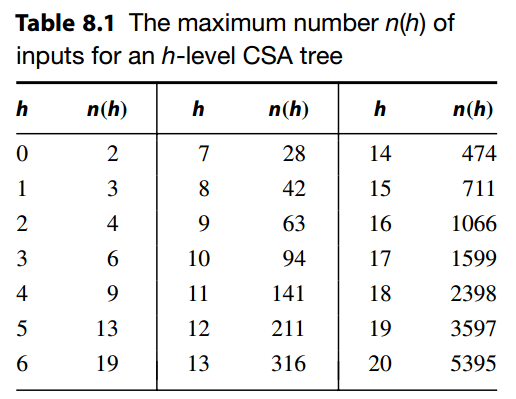 Table 8.1 The maximum number n(h) of
inputs for an h-level CSA tree
h n(h) h n(h) h n(h)
0 2 7 28 14 474
1 3 8 42 15 711
2 4 9 63 16 1066
3 6 10 94 17 1599
4 9 11 141 18 2398
5 13 12 211 19 3597
6 19 13 316 20 5395